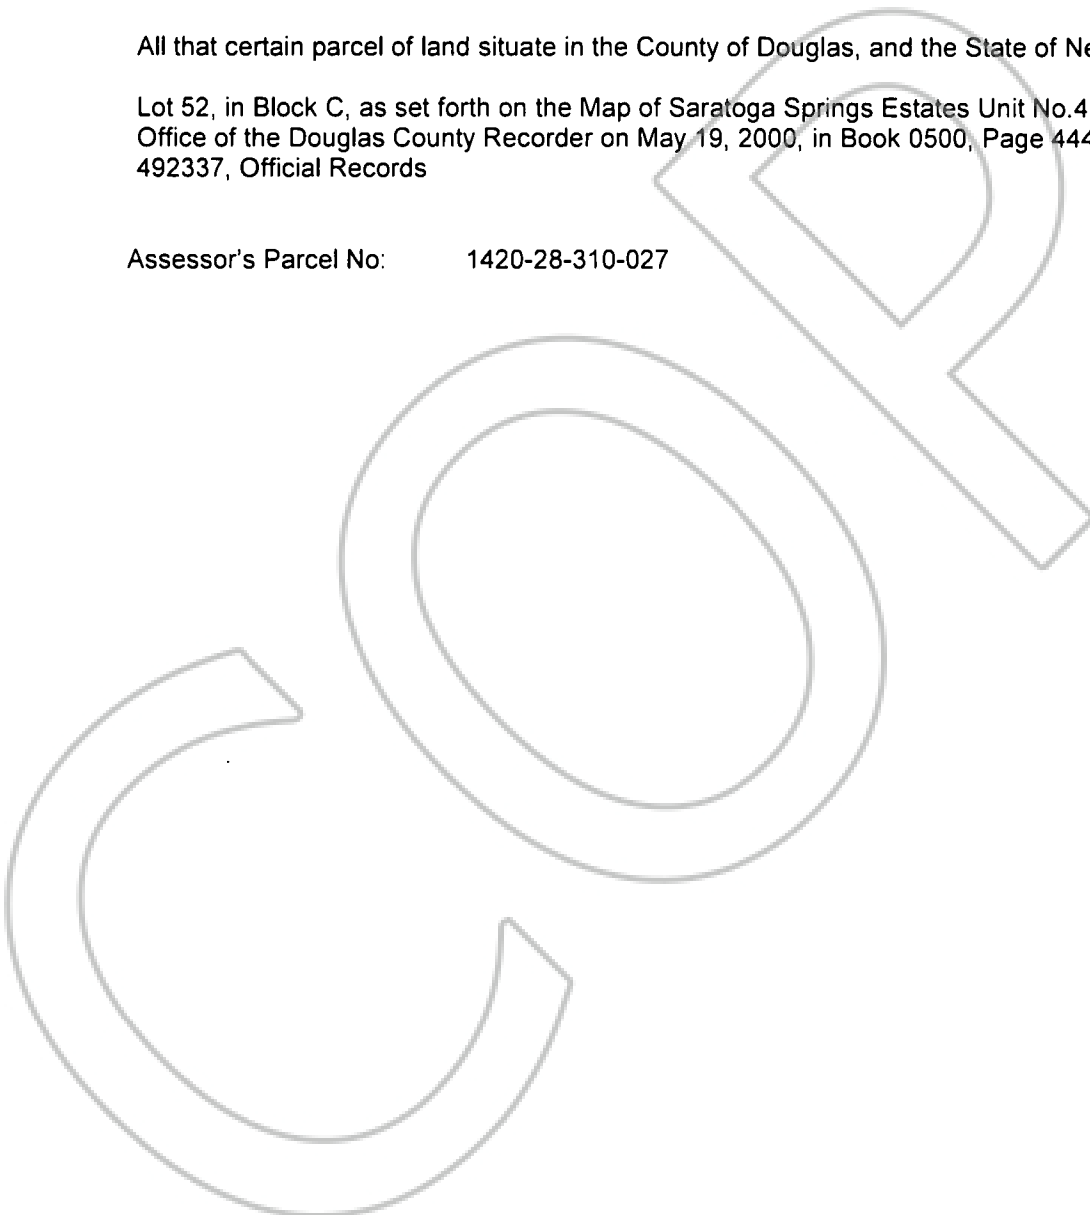 All that certain parcel of land situate in the County of Douglas, and the State of
Lot 52, in Block C, as set forth on the Map of Saratoga Springs Estates Unit No.4
Office of the Douglas County Recorder on May 19, 2000, in Book 0500, Page
492337, Official Records
Assessor's Parcel No: 1420-28-310-027
COP